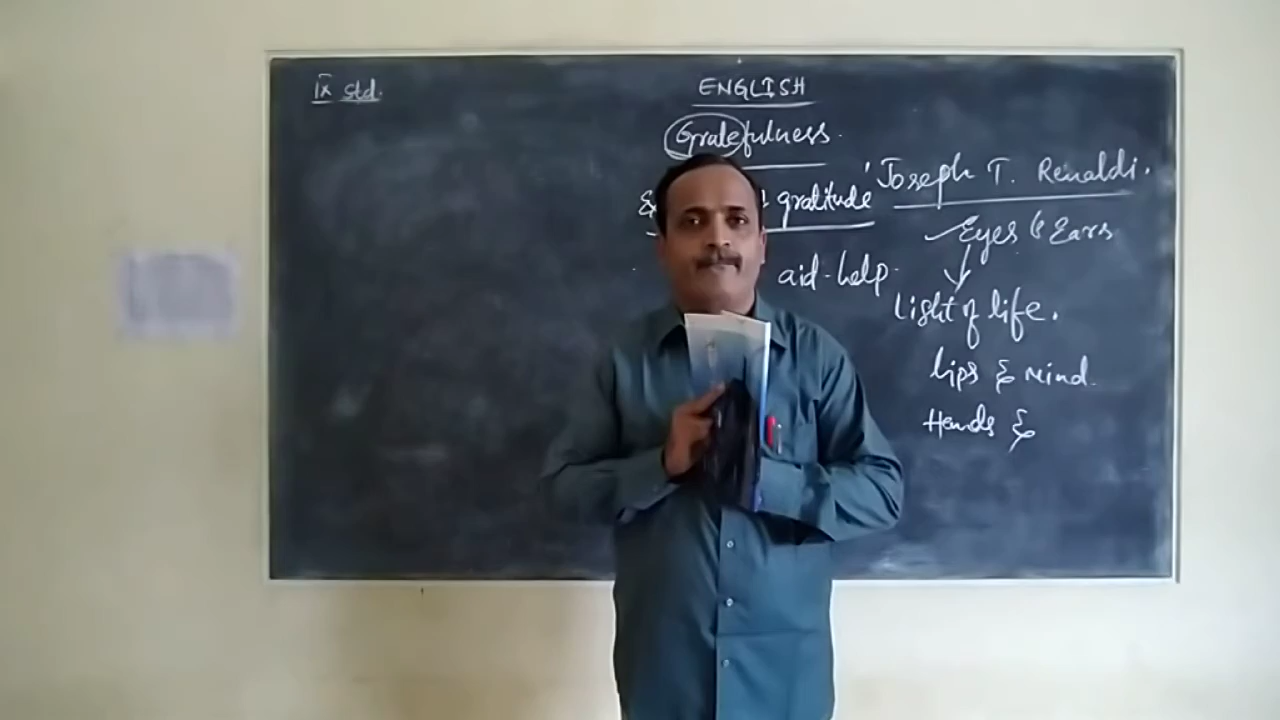 IX Std.
ENGLISH
Gratefulness.
gratitude
'Joseph T. Renaldi.
Eyes & Ears
aid-help.
Light of life.
lips & Mind.
Hands &